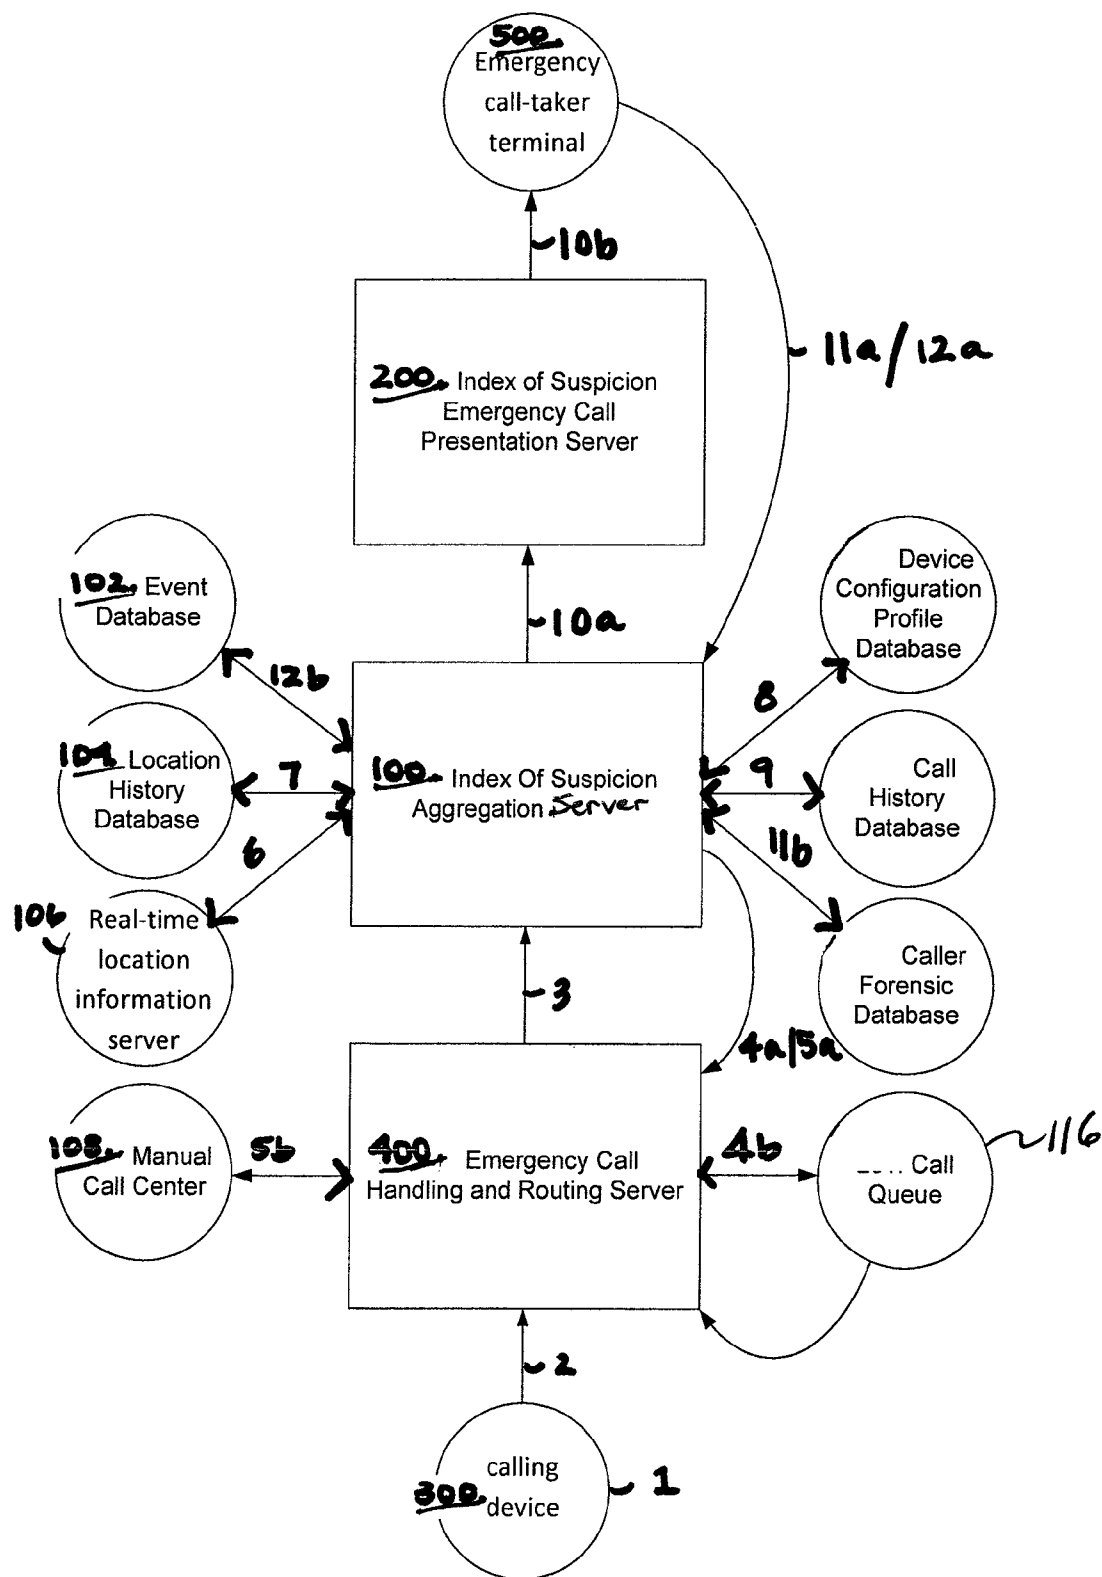 500.
Emergency
call-taker
terminal
10b
11a/12a
200. Index of Suspicion
Emergency Call
Presentation Server
102. Event
Database
10a
Device
Configuration
Profile
Database
12b
8
104. Location
History
Database
7
100. Index Of Suspicion
Aggregation Server
9
Call
History
Database
6
11b
106
Real-time
location
information
server
3
Caller
Forensic
Database
4a/5a
108. Manual
Call Center
5b
400. Emergency Call
Handling and Routing Server
4b
Call
Queue
116
2
calling
300. device
1